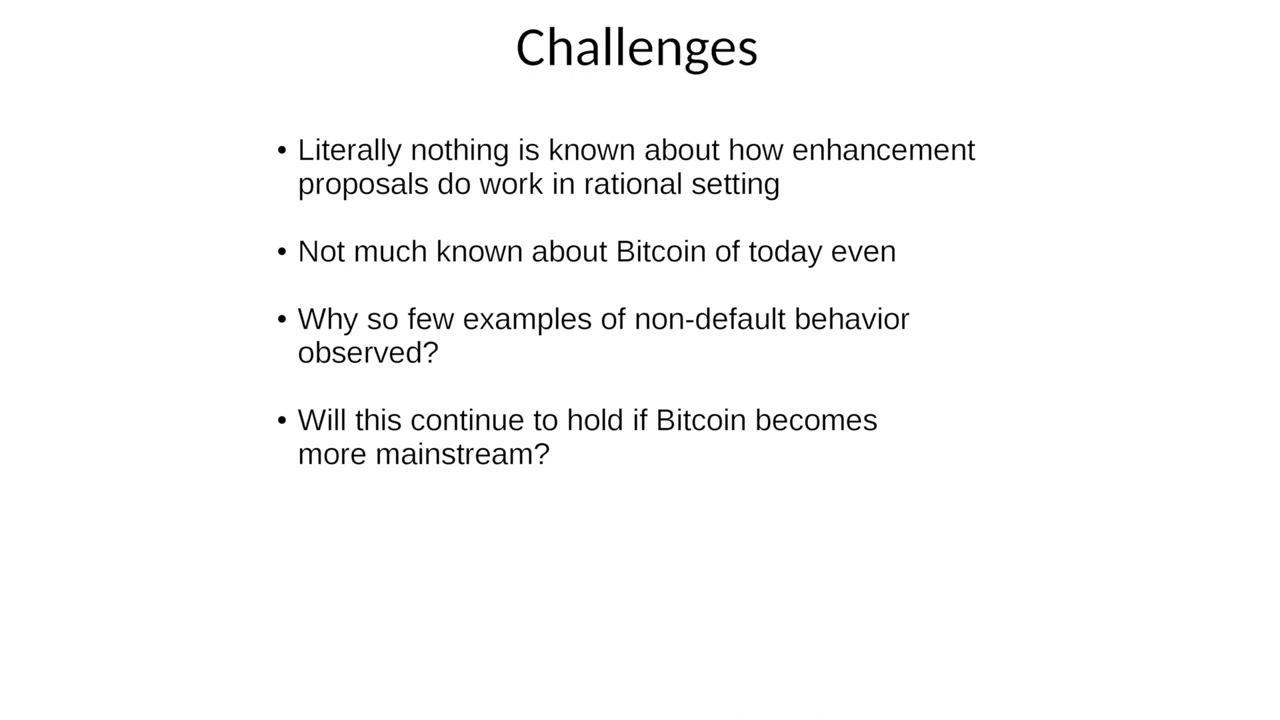 Challenges
• Literally nothing is known about how enhancement
proposals do work in rational setting
• Not much known about Bitcoin of today even
• Why so few examples of non-default behavior
observed?
• Will this continue to hold if Bitcoin becomes
more mainstream?